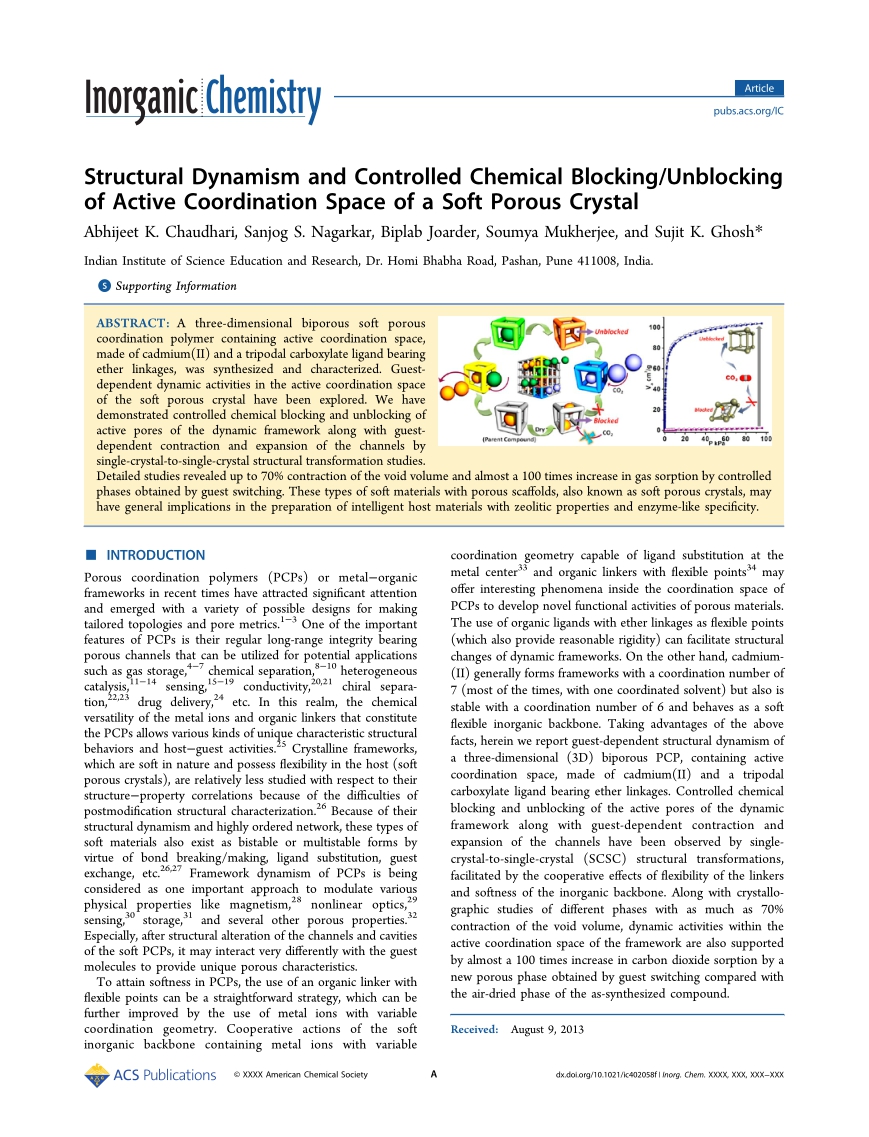 Inorganic Chemistry
Article
pubs.acs.org/IC
Structural Dynamism and Controlled Chemical Blocking/Unblocking
of Active Coordination Space of a Soft Porous Crystal
Abhijeet K. Chaudhari, Sanjog S. Nagarkar, Biplab Joarder, Soumya Mukherjee, and Sujit K. Ghosh*
Indian Institute of Science Education and Research, Dr. Homi Bhabha Road, Pashan, Pune 411008, India.
S Supporting Information
ABSTRACT: A three-dimensional biporous soft porous
coordination polymer containing active coordination space,
made of cadmium(II) and a tripodal carboxylate ligand bearing
ether linkages, was synthesized and characterized. Guest-
dependent dynamic activities in the active coordination space
of the soft porous crystal have been explored. We have
demonstrated controlled chemical blocking and unblocking of
active pores of the dynamic framework along with guest-
dependent contraction and expansion of the channels by
single-crystal-to-single-crystal structural transformation studies.
Detailed studies revealed up to 70% contraction of the void volume and almost a 100 times increase in gas sorption by controlled
phases obtained by guest switching. These types of soft materials with porous scaffolds, also known as soft porous crystals, may
have general implications in the preparation of intelligent host materials with zeolitic properties and enzyme-like specificity.
Unblocked
CO₂
Blocked
CO₂
Dry
(Parent Compound)
100
80
60
40
20
0
0 20 40 60 80 100
P kPa
Unblocked
CO₂
Blocked
■ INTRODUCTION
Porous coordination polymers (PCPs) or metal−organic
frameworks in recent times have attracted significant attention
and emerged with a variety of possible designs for making
tailored topologies and pore metrics.1−3 One of the important
features of PCPs is their regular long-range integrity bearing
porous channels that can be utilized for potential applications
such as gas storage,4−7 chemical separation,8−10 heterogeneous
catalysis,11−14 sensing,15−19 conductivity,20,21 chiral separa-
tion,22,23 drug delivery,24 etc. In this realm, the chemical
versatility of the metal ions and organic linkers that constitute
the PCPs allows various kinds of unique characteristic structural
behaviors and host−guest activities.25 Crystalline frameworks,
which are soft in nature and possess flexibility in the host (soft
porous crystals), are relatively less studied with respect to their
structure−property correlations because of the difficulties of
postmodification structural characterization.26 Because of their
structural dynamism and highly ordered network, these types of
soft materials also exist as bistable or multistable forms by
virtue of bond breaking/making, ligand substitution, guest
exchange, etc.26,27 Framework dynamism of PCPs is being
considered as one important approach to modulate various
physical properties like magnetism,28 nonlinear optics,29
sensing,30 storage,31 and several other porous properties.32
Especially, after structural alteration of the channels and cavities
of the soft PCPs, it may interact very differently with the guest
molecules to provide unique porous characteristics.
To attain softness in PCPs, the use of an organic linker with
flexible points can be a straightforward strategy, which can be
further improved by the use of metal ions with variable
coordination geometry. Cooperative actions of the soft
inorganic backbone containing metal ions with variable
coordination geometry capable of ligand substitution at the
metal center33 and organic linkers with flexible points34 may
offer interesting phenomena inside the coordination space of
PCPs to develop novel functional activities of porous materials.
The use of organic ligands with ether linkages as flexible points
(which also provide reasonable rigidity) can facilitate structural
changes of dynamic frameworks. On the other hand, cadmium-
(II) generally forms frameworks with a coordination number of
7 (most of the times, with one coordinated solvent) but also is
stable with a coordination number of 6 and behaves as a soft
flexible inorganic backbone. Taking advantages of the above
facts, herein we report guest-dependent structural dynamism of
a three-dimensional (3D) biporous PCP, containing active
coordination space, made of cadmium(II) and a tripodal
carboxylate ligand bearing ether linkages. Controlled chemical
blocking and unblocking of the active pores of the dynamic
framework along with guest-dependent contraction and
expansion of the channels have been observed by single-
crystal-to-single-crystal (SCSC) structural transformations,
facilitated by the cooperative effects of flexibility of the linkers
and softness of the inorganic backbone. Along with crystallo-
graphic studies of different phases with as much as 70%
contraction of the void volume, dynamic activities within the
active coordination space of the framework are also supported
by almost a 100 times increase in carbon dioxide sorption by a
new porous phase obtained by guest switching compared with
the air-dried phase of the as-synthesized compound.
Received: August 9, 2013
ACS Publications
© XXXX American Chemical Society
A
dx.doi.org/10.1021/ic402058f | Inorg. Chem. XXXX, XXX, XXX−XXX